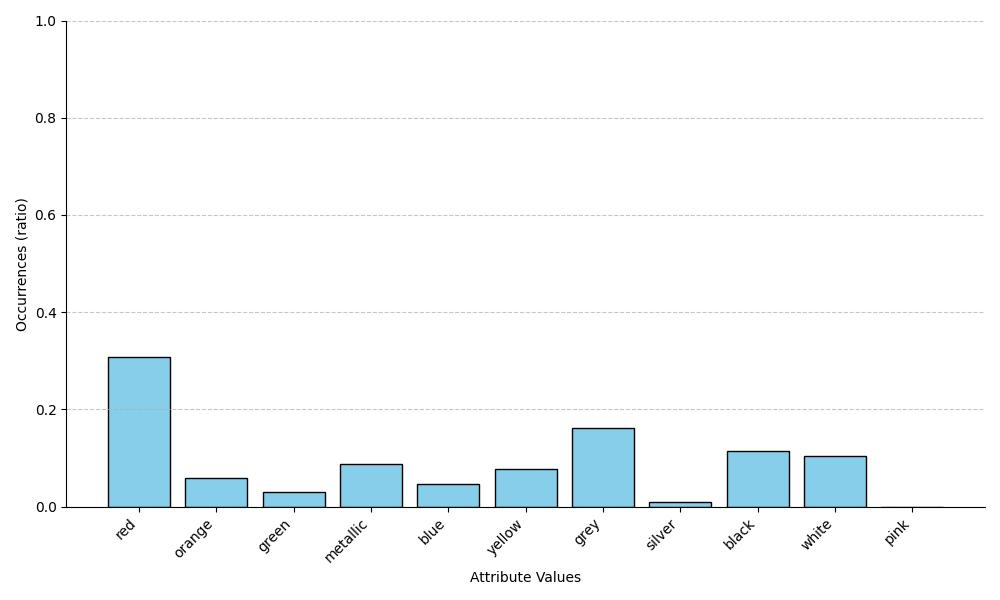 1.0
0.8
0.6
0.4
0.2
0.0
Occurrences (ratio)
red
orange
green
metallic
blue
yellow
grey
silver
black
white
pink
Attribute Values